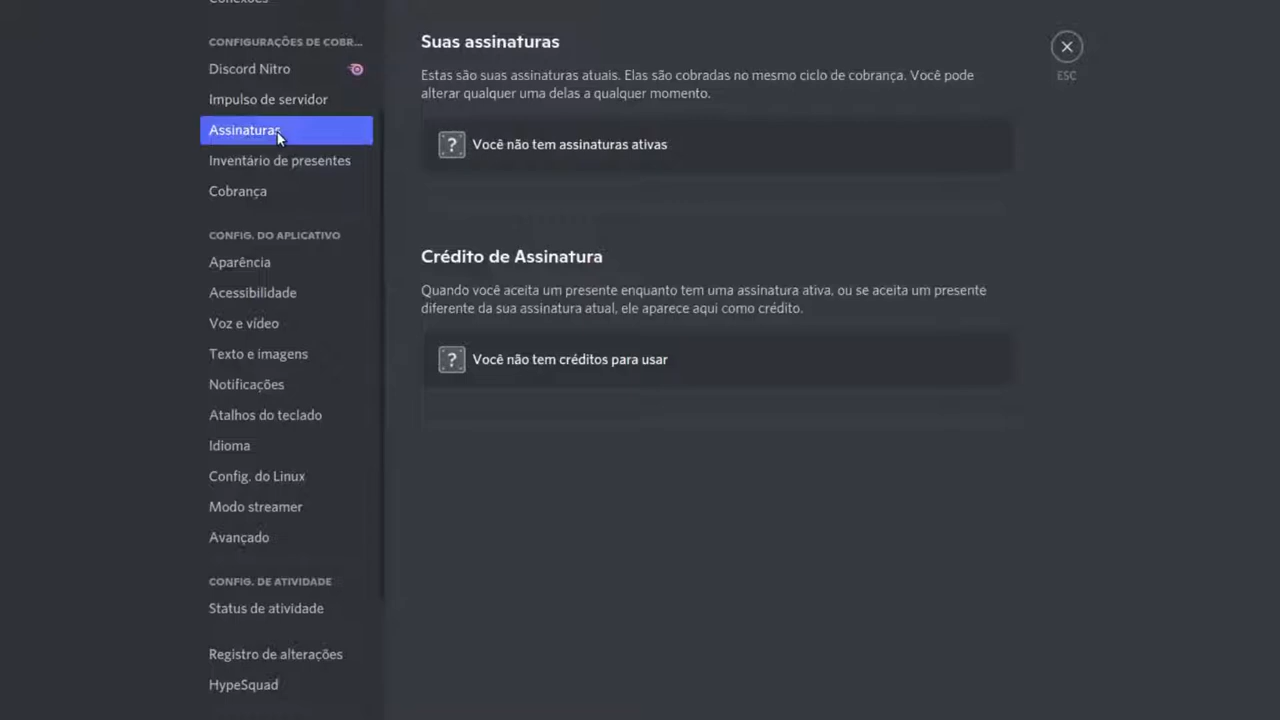 Conexões
CONFIGURAÇÕES DE COBR...
Discord Nitro
Impulso de servidor
Assinaturas
Inventário de presentes
Cobrança
CONFIG. DO APLICATIVO
Aparência
Acessibilidade
Voz e vídeo
Texto e imagens
Notificações
Atalhos do teclado
Idioma
Config. do Linux
Modo streamer
Avançado
CONFIG. DE ATIVIDADE
Status de atividade
Registro de alterações
HypeSquad
Suas assinaturas
Estas são suas assinaturas atuais. Elas são cobradas no mesmo ciclo de cobrança. Você pode
alterar qualquer uma delas a qualquer momento.
? Você não tem assinaturas ativas
Crédito de Assinatura
Quando você aceita um presente enquanto tem uma assinatura ativa, ou se aceita um presente
diferente da sua assinatura atual, ele aparece aqui como crédito.
? Você não tem créditos para usar
ESC